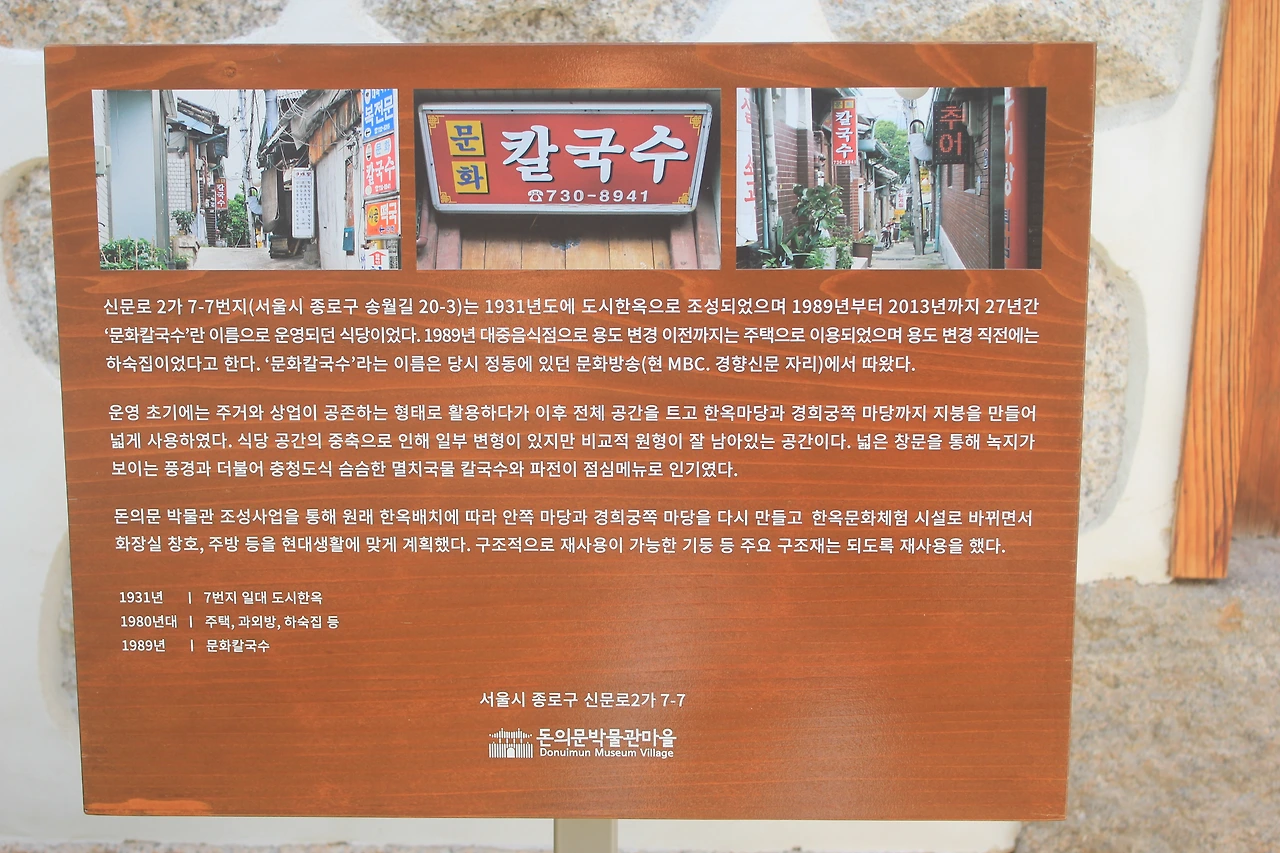 복전문
문화
칼국수
떡국
칼국수
문화
칼국수
☎730-8941
칼국수
730-8941
추어
신문로 2가 7-7번지(서울시 종로구 송월길 20-3)는 1931년도에 도시한옥으로 조성되었으며 1989년부터 2013년까지 27년간
‘문화칼국수’란 이름으로 운영되던 식당이었다. 1989년 대중음식점으로 용도 변경 이전까지는 주택으로 이용되었으며 용도 변경 직전에는
하숙집이었다고 한다. ‘문화칼국수’라는 이름은 당시 정동에 있던 문화방송(현 MBC. 경향신문 자리)에서 따왔다.
운영 초기에는 주거와 상업이 공존하는 형태로 활용하다가 이후 전체 공간을 트고 한옥마당과 경희궁쪽 마당까지 지붕을 만들어
넓게 사용하였다. 식당 공간의 중축으로 인해 일부 변형이 있지만 비교적 원형이 잘 남아있는 공간이다. 넓은 창문을 통해 녹지가
보이는 풍경과 더불어 충청도식 슴슴한 멸치국물 칼국수와 파전이 점심메뉴로 인기였다.
돈의문 박물관 조성사업을 통해 원래 한옥배치에 따라 안쪽 마당과 경희궁쪽 마당을 다시 만들고 한옥문화체험 시설로 바뀌면서
화장실 창호, 주방 등을 현대생활에 맞게 계획했다. 구조적으로 재사용이 가능한 기둥 등 주요 구조재는 되도록 재사용을 했다.
1931년 | 7번지 일대 도시한옥
1980년대 | 주택, 과외방, 하숙집 등
1989년 | 문화칼국수
서울시 종로구 신문로2가 7-7
돈의문박물관마을
Donuimun Museum Village